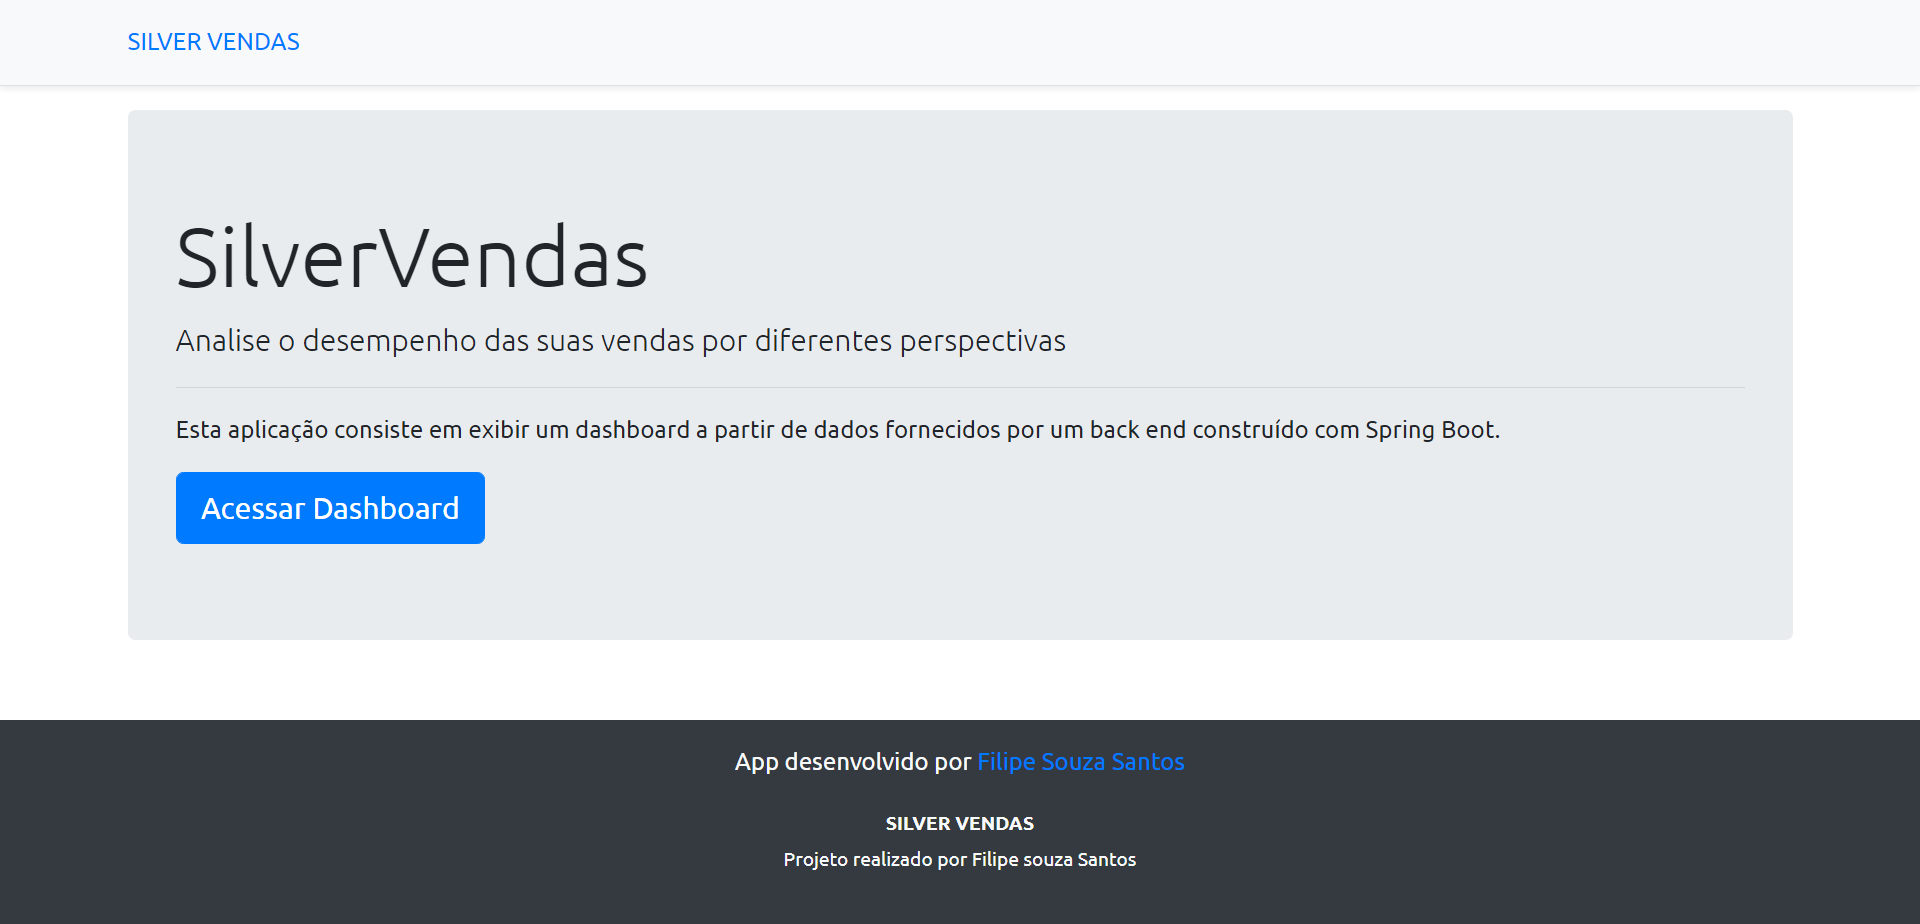 SILVER VENDAS
SilverVendas
Analise o desempenho das suas vendas por diferentes perspectivas
Esta aplicação consiste em exibir um dashboard a partir de dados fornecidos por um back end construído com Spring Boot.
Acessar Dashboard
App desenvolvido por Filipe Souza Santos
SILVER VENDAS
Projeto realizado por Filipe souza Santos